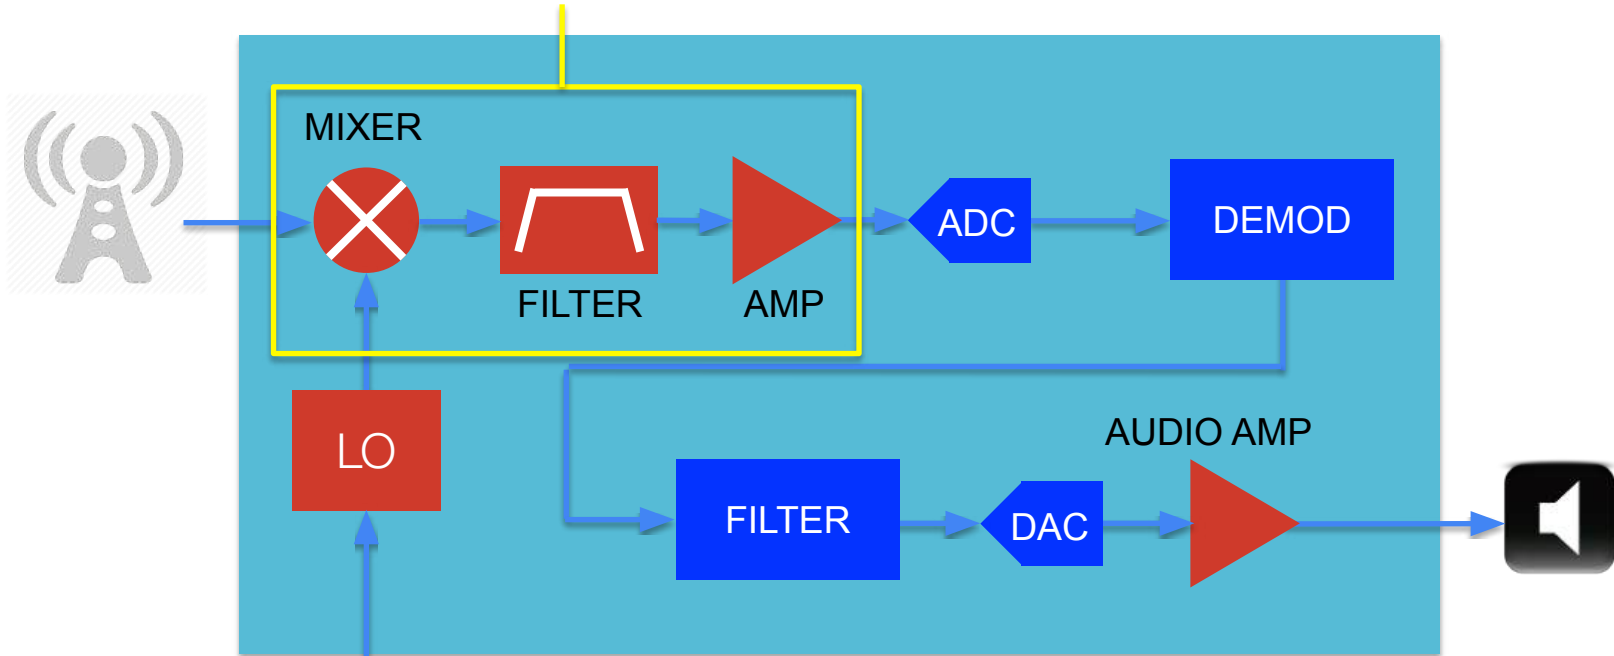 MIXER
FILTER
AMP
ADC
DEMOD
LO
FILTER
DAC
AUDIO AMP